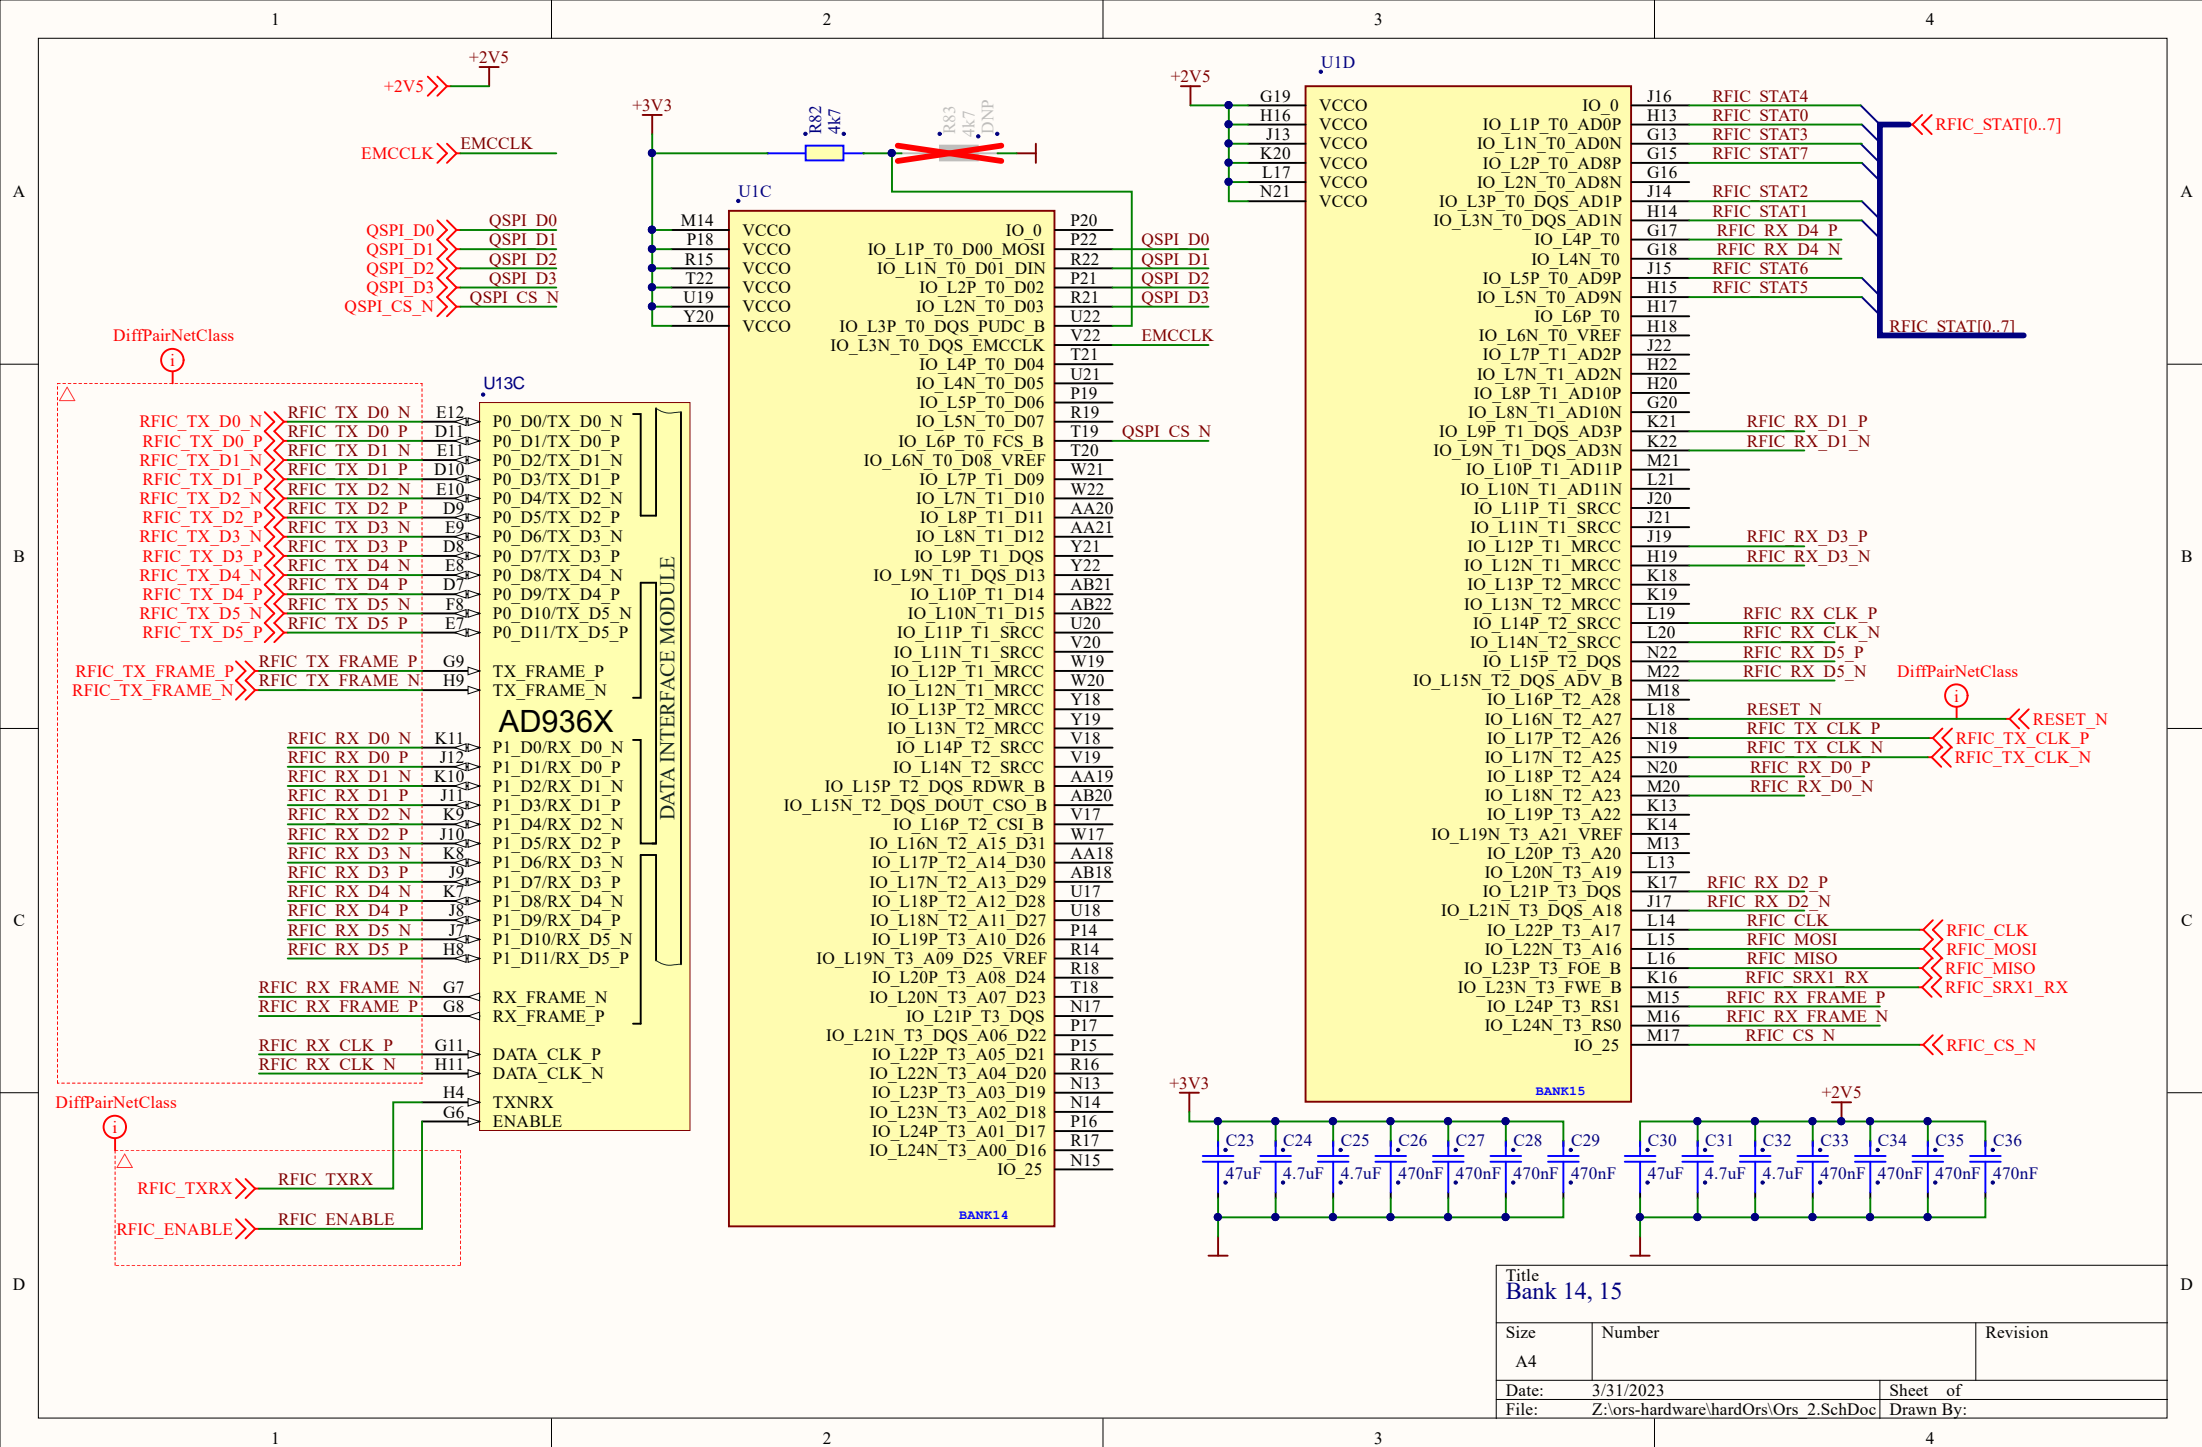 1
2
3
4
A
B
C
D
+2V5
+2V5
EMCCLK
EMCCLK
QSPI_D0
QSPI_D0
QSPI_D1
QSPI_D1
QSPI_D2
QSPI_D2
QSPI_D3
QSPI_D3
QSPI_CS_N
QSPI_CS_N
DiffPairNetClass
i
U13C
RFIC_TX_D0_N RFIC_TX_D0_N E12 P0_D0/TX_D0_N
RFIC_TX_D0_P RFIC_TX_D0_P D11 P0_D1/TX_D0_P
RFIC_TX_D1_N RFIC_TX_D1_N E11 P0_D2/TX_D1_N
RFIC_TX_D1_P RFIC_TX_D1_P D10 P0_D3/TX_D1_P
RFIC_TX_D2_N RFIC_TX_D2_N E10 P0_D4/TX_D2_N
RFIC_TX_D2_P RFIC_TX_D2_P D9 P0_D5/TX_D2_P
RFIC_TX_D3_N RFIC_TX_D3_N E9 P0_D6/TX_D3_N
RFIC_TX_D3_P RFIC_TX_D3_P D8 P0_D7/TX_D3_P
RFIC_TX_D4_N RFIC_TX_D4_N E8 P0_D8/TX_D4_N
RFIC_TX_D4_P RFIC_TX_D4_P D7 P0_D9/TX_D4_P
RFIC_TX_D5_N RFIC_TX_D5_N F8 P0_D10/TX_D5_N
RFIC_TX_D5_P RFIC_TX_D5_P E7 P0_D11/TX_D5_P
RFIC_TX_FRAME_P RFIC_TX_FRAME_P G9 TX_FRAME_P
RFIC_TX_FRAME_N RFIC_TX_FRAME_N H9 TX_FRAME_N
AD936X
DATA INTERFACE MODULE
RFIC_RX_D0_N K11 P1_D0/RX_D0_N
RFIC_RX_D0_P J12 P1_D1/RX_D0_P
RFIC_RX_D1_N K10 P1_D2/RX_D1_N
RFIC_RX_D1_P J11 P1_D3/RX_D1_P
RFIC_RX_D2_N K9 P1_D4/RX_D2_N
RFIC_RX_D2_P J10 P1_D5/RX_D2_P
RFIC_RX_D3_N K8 P1_D6/RX_D3_N
RFIC_RX_D3_P J9 P1_D7/RX_D3_P
RFIC_RX_D4_N K7 P1_D8/RX_D4_N
RFIC_RX_D4_P J8 P1_D9/RX_D4_P
RFIC_RX_D5_N J7 P1_D10/RX_D5_N
RFIC_RX_D5_P H8 P1_D11/RX_D5_P
RFIC_RX_FRAME_N G7 RX_FRAME_N
RFIC_RX_FRAME_P G8 RX_FRAME_P
RFIC_RX_CLK_P G11 DATA_CLK_P
RFIC_RX_CLK_N H11 DATA_CLK_N
H4 TXNRX
G6 ENABLE
DiffPairNetClass
i
RFIC_TXRX RFIC_TXRX
RFIC_ENABLE RFIC_ENABLE
+3V3
R82
4k7
R83
4k7
DNP
U1C
M14 VCCO
P18 VCCO
R15 VCCO
T22 VCCO
U19 VCCO
Y20 VCCO
IO_0 P20
IO_L1P_T0_D00_MOSI P22 QSPI_D0
IO_L1N_T0_D01_DIN R22 QSPI_D1
IO_L2P_T0_D02 P21 QSPI_D2
IO_L2N_T0_D03 R21 QSPI_D3
IO_L3P_T0_DQS_PUDC_B U22
IO_L3N_T0_DQS_EMCCLK V22 EMCCLK
IO_L4P_T0_D04 T21
IO_L4N_T0_D05 U21
IO_L5P_T0_D06 P19
IO_L5N_T0_D07 R19
IO_L6P_T0_FCS_B T19 QSPI_CS_N
IO_L6N_T0_D08_VREF T20
IO_L7P_T1_D09 W21
IO_L7N_T1_D10 W22
IO_L8P_T1_D11 AA20
IO_L8N_T1_D12 AA21
IO_L9P_T1_DQS Y21
IO_L9N_T1_DQS_D13 Y22
IO_L10P_T1_D14 AB21
IO_L10N_T1_D15 AB22
IO_L11P_T1_SRCC U20
IO_L11N_T1_SRCC V20
IO_L12P_T1_MRCC W19
IO_L12N_T1_MRCC W20
IO_L13P_T2_MRCC Y18
IO_L13N_T2_MRCC Y19
IO_L14P_T2_SRCC V18
IO_L14N_T2_SRCC V19
IO_L15P_T2_DQS_RDWR_B AA19
IO_L15N_T2_DQS_DOUT_CSO_B AB20
IO_L16P_T2_CSI_B V17
IO_L16N_T2_A15_D31 W17
IO_L17P_T2_A14_D30 AA18
IO_L17N_T2_A13_D29 AB18
IO_L18P_T2_A12_D28 U17
IO_L18N_T2_A11_D27 U18
IO_L19P_T3_A10_D26 P14
IO_L19N_T3_A09_D25_VREF R14
IO_L20P_T3_A08_D24 R18
IO_L20N_T3_A07_D23 T18
IO_L21P_T3_DQS N17
IO_L21N_T3_DQS_A06_D22 P17
IO_L22P_T3_A05_D21 P15
IO_L22N_T3_A04_D20 R16
IO_L23P_T3_A03_D19 N13
IO_L23N_T3_A02_D18 N14
IO_L24P_T3_A01_D17 P16
IO_L24N_T3_A00_D16 R17
IO_25 N15
BANK14
+2V5
U1D
G19 VCCO
H16 VCCO
J13 VCCO
K20 VCCO
L17 VCCO
N21 VCCO
IO_0 J16 RFIC_STAT4
IO_L1P_T0_AD0P H13 RFIC_STAT0
IO_L1N_T0_AD0N G13 RFIC_STAT3
IO_L2P_T0_AD8P G15 RFIC_STAT7
IO_L2N_T0_AD8N G16
IO_L3P_T0_DQS_AD1P J14 RFIC_STAT2
IO_L3N_T0_DQS_AD1N H14 RFIC_STAT1
IO_L4P_T0 G17 RFIC_RX_D4_P
IO_L4N_T0 G18 RFIC_RX_D4_N
IO_L5P_T0_AD9P J15 RFIC_STAT6
IO_L5N_T0_AD9N H15 RFIC_STAT5
IO_L6P_T0 H17
IO_L6N_T0_VREF H18
IO_L7P_T1_AD2P J22
IO_L7N_T1_AD2N H22
IO_L8P_T1_AD10P H20
IO_L8N_T1_AD10N G20
IO_L9P_T1_DQS_AD3P K21 RFIC_RX_D1_P
IO_L9N_T1_DQS_AD3N K22 RFIC_RX_D1_N
IO_L10P_T1_AD11P M21
IO_L10N_T1_AD11N L21
IO_L11P_T1_SRCC J20
IO_L11N_T1_SRCC J21
IO_L12P_T1_MRCC J19 RFIC_RX_D3_P
IO_L12N_T1_MRCC H19 RFIC_RX_D3_N
IO_L13P_T2_MRCC K18
IO_L13N_T2_MRCC K19
IO_L14P_T2_SRCC L19 RFIC_RX_CLK_P
IO_L14N_T2_SRCC L20 RFIC_RX_CLK_N
IO_L15P_T2_DQS N22 RFIC_RX_D5_P
IO_L15N_T2_DQS_ADV_B M22 RFIC_RX_D5_N
IO_L16P_T2_A28 M18
IO_L16N_T2_A27 L18 RESET_N RESET_N
IO_L17P_T2_A26 N18 RFIC_TX_CLK_P RFIC_TX_CLK_P
IO_L17N_T2_A25 N19 RFIC_TX_CLK_N RFIC_TX_CLK_N
IO_L18P_T2_A24 N20 RFIC_RX_D0_P
IO_L18N_T2_A23 M20 RFIC_RX_D0_N
IO_L19P_T3_A22 K13
IO_L19N_T3_A21_VREF K14
IO_L20P_T3_A20 M13
IO_L20N_T3_A19 L13
IO_L21P_T3_DQS K17 RFIC_RX_D2_P
IO_L21N_T3_DQS_A18 J17 RFIC_RX_D2_N
IO_L22P_T3_A17 L14 RFIC_CLK RFIC_CLK
IO_L22N_T3_A16 L15 RFIC_MOSI RFIC_MOSI
IO_L23P_T3_FOE_B L16 RFIC_MISO RFIC_MISO
IO_L23N_T3_FWE_B K16 RFIC_SRX1_RX RFIC_SRX1_RX
IO_L24P_T3_RS1 M15 RFIC_RX_FRAME_P
IO_L24N_T3_RS0 M16 RFIC_RX_FRAME_N
IO_25 M17 RFIC_CS_N RFIC_CS_N
BANK15
RFIC_STAT[0..7]
RFIC_STAT[0..7]
DiffPairNetClass
i
+3V3
C23 C24 C25 C26 C27 C28 C29
47uF 4.7uF 4.7uF 470nF 470nF 470nF 470nF
+2V5
C30 C31 C32 C33 C34 C35 C36
47uF 4.7uF 4.7uF 470nF 470nF 470nF 470nF
Title
Bank 14, 15
Size Number Revision
A4
Date: 3/31/2023 Sheet of
File: Z:\ors-hardware\hardOrs\Ors_2.SchDoc Drawn By:
A
B
C
D
1
2
3
4